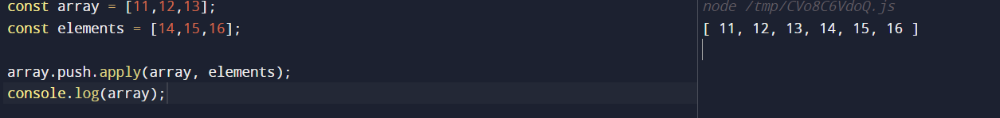 const array = [11,12,13];
const elements = [14,15,16];
array.push.apply(array, elements);
console.log(array);
node /tmp/CVo8C6VdoQ.js
[ 11, 12, 13, 14, 15, 16 ]